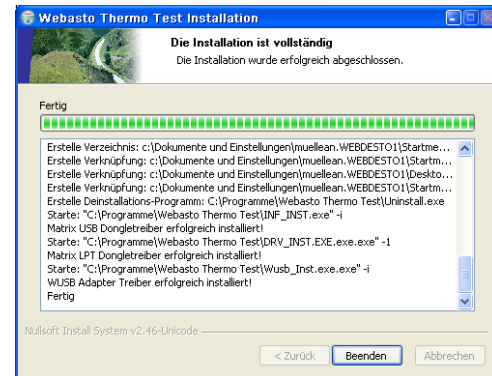 Webasto Thermo Test Installation
Die Installation ist vollständig
Die Installation wurde erfolgreich abgeschlossen.
Fertig
Erstelle Verzeichnis: c:\Dokumente und Einstellungen\muellean.WEBDESTO1\Startme...
Erstelle Verknüpfung: c:\Dokumente und Einstellungen\muellean.WEBDESTO1\Startm...
Erstelle Verknüpfung: c:\Dokumente und Einstellungen\muellean.WEBDESTO1\Deskto...
Erstelle Verknüpfung: c:\Dokumente und Einstellungen\muellean.WEBDESTO1\Startm...
Erstelle Deinstallations-Programm: C:\Programme\Webasto Thermo Test\Uninstall.exe
Starte: "C:\Programme\Webasto Thermo Test\INF_INST.exe" -i
Matrix USB Dongletreiber erfolgreich installiert!
Starte: "C:\Programme\Webasto Thermo Test\DRV_INST.EXE.exe.exe" -1
Matrix LPT Dongletreiber erfolgreich installiert!
Starte: "C:\Programme\Webasto Thermo Test\Wusb_Inst.exe.exe" -i
WUSB Adapter Treiber erfolgreich installiert!
Fertig
Nullsoft Install System v2.46-Unicode
< Zurück Beenden Abbrechen